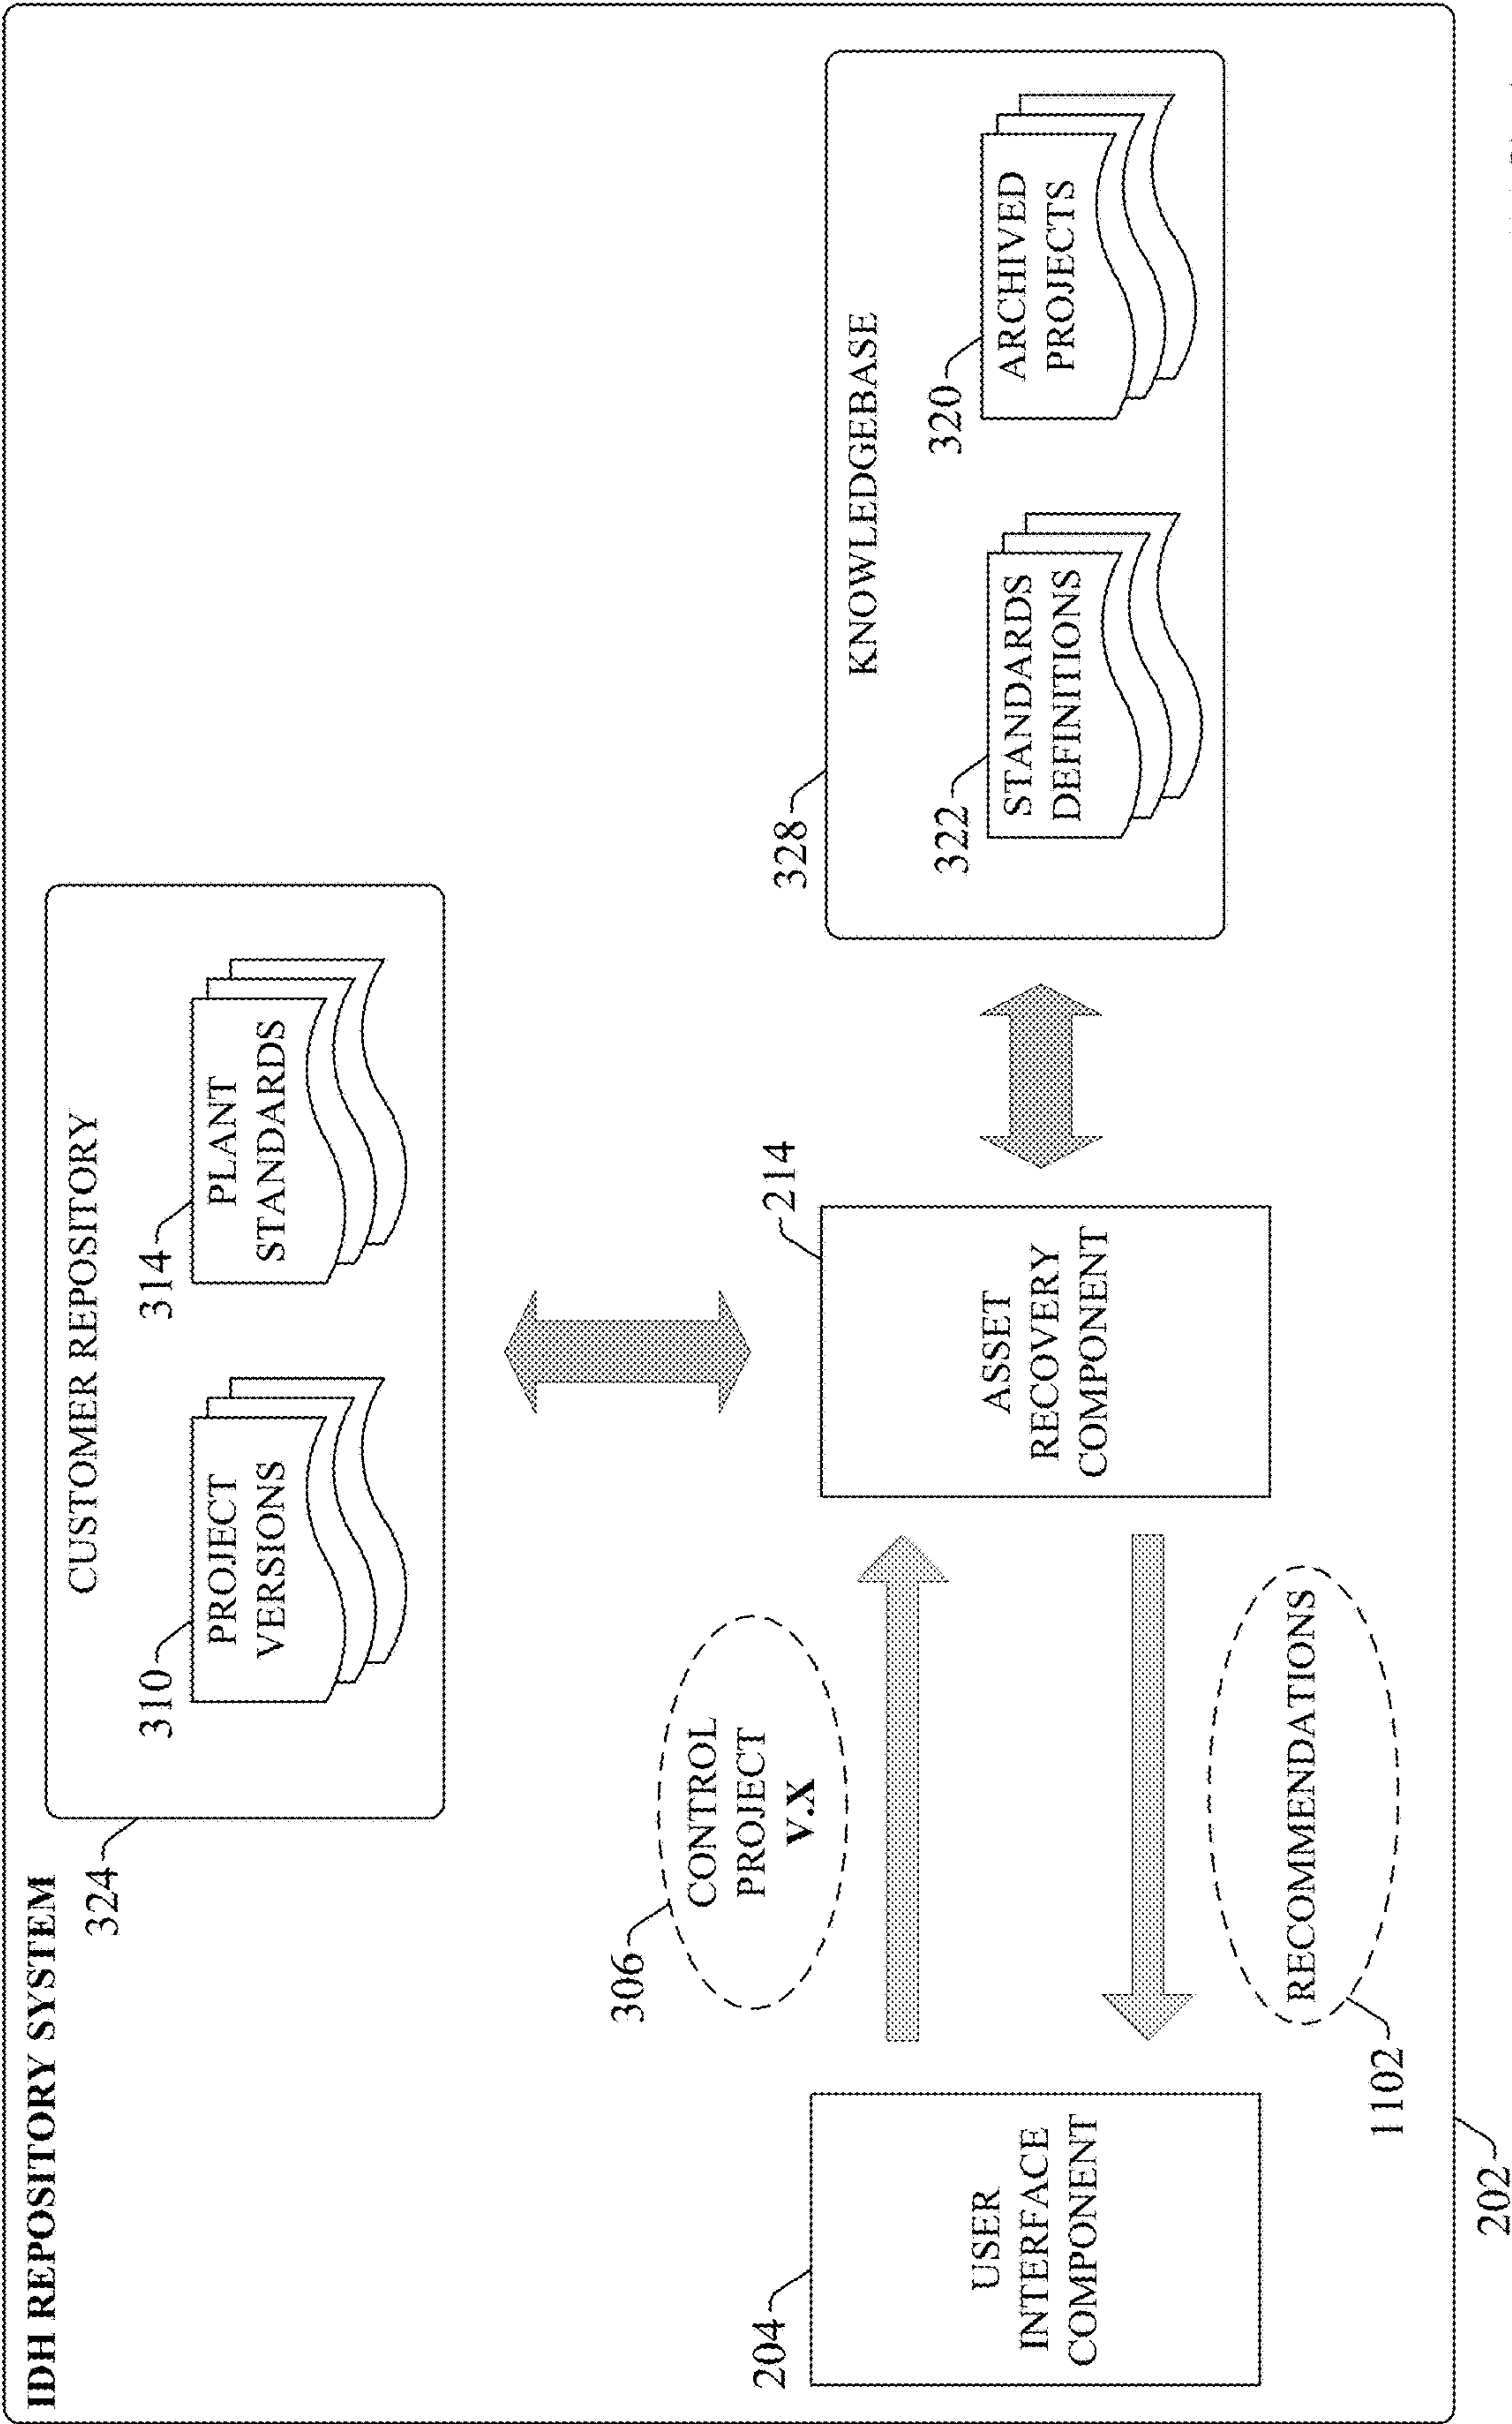 IDH REPOSITORY SYSTEM
324
CUSTOMER REPOSITORY
310
PROJECT
VERSIONS
314
PLANT
STANDARDS
306
CONTROL
PROJECT
V.X
204
USER
INTERFACE
COMPONENT
214
ASSET
RECOVERY
COMPONENT
RECOMMENDATIONS
1102
328
KNOWLEDGEBASE
322
STANDARDS
DEFINITIONS
320
ARCHIVED
PROJECTS
202